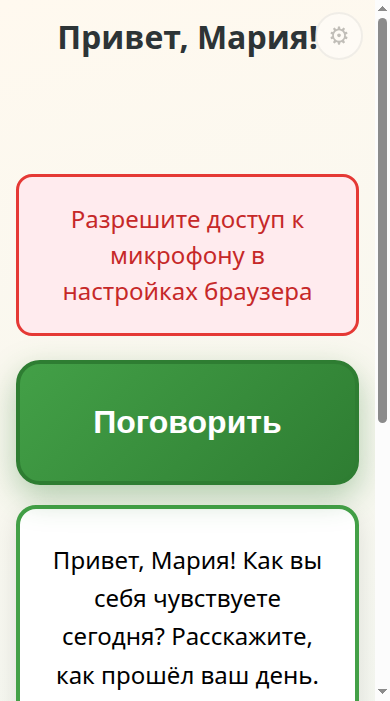 Привет, Мария!
Разрешите доступ к
микрофону в
настройках браузера
Поговорить
Привет, Мария! Как вы
себя чувствуете
сегодня? Расскажите,
как прошёл ваш день.